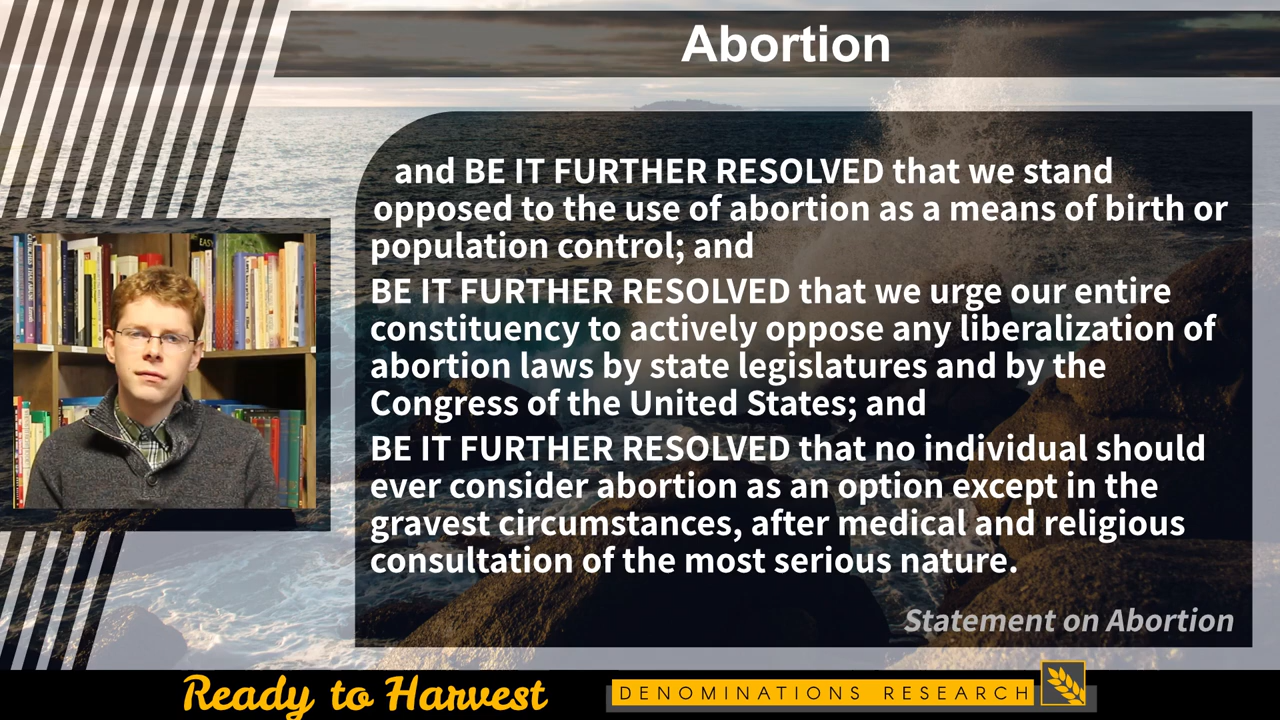 Abortion
and BE IT FURTHER RESOLVED that we stand
opposed to the use of abortion as a means of birth or
population control; and
BE IT FURTHER RESOLVED that we urge our entire
constituency to actively oppose any liberalization of
abortion laws by state legislatures and by the
Congress of the United States; and
BE IT FURTHER RESOLVED that no individual should
ever consider abortion as an option except in the
gravest circumstances, after medical and religious
consultation of the most serious nature.
Statement on Abortion
Ready to Harvest
DENOMINATIONS RESEARCH